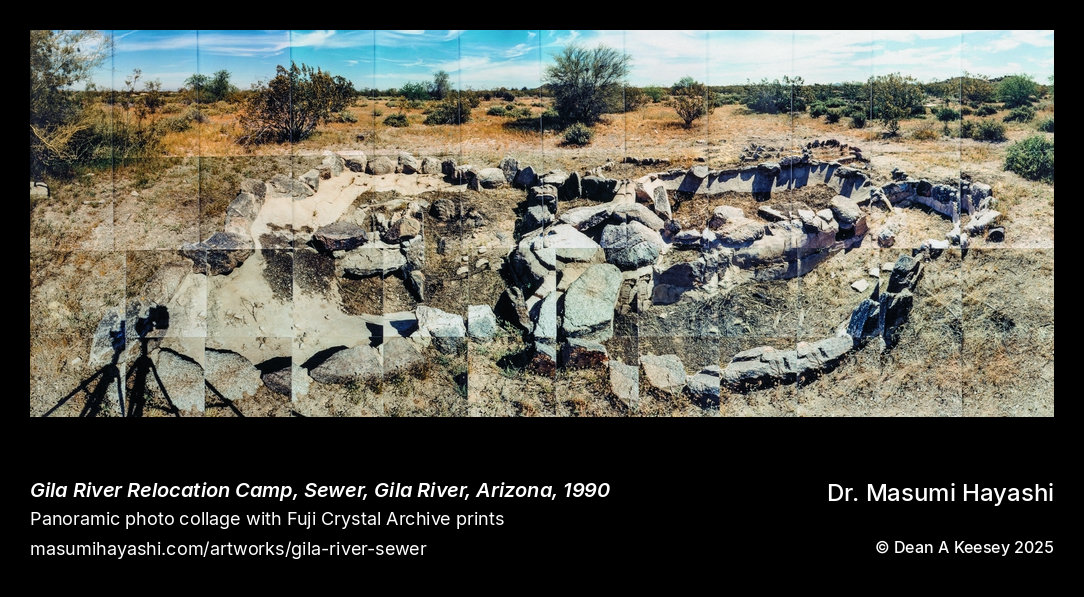 Gila River Relocation Camp, Sewer, Gila River, Arizona, 1990
Panoramic photo collage with Fuji Crystal Archive prints
masumihayashi.com/artworks/gila-river-sewer
Dr. Masumi Hayashi
© Dean A Keesey 2025